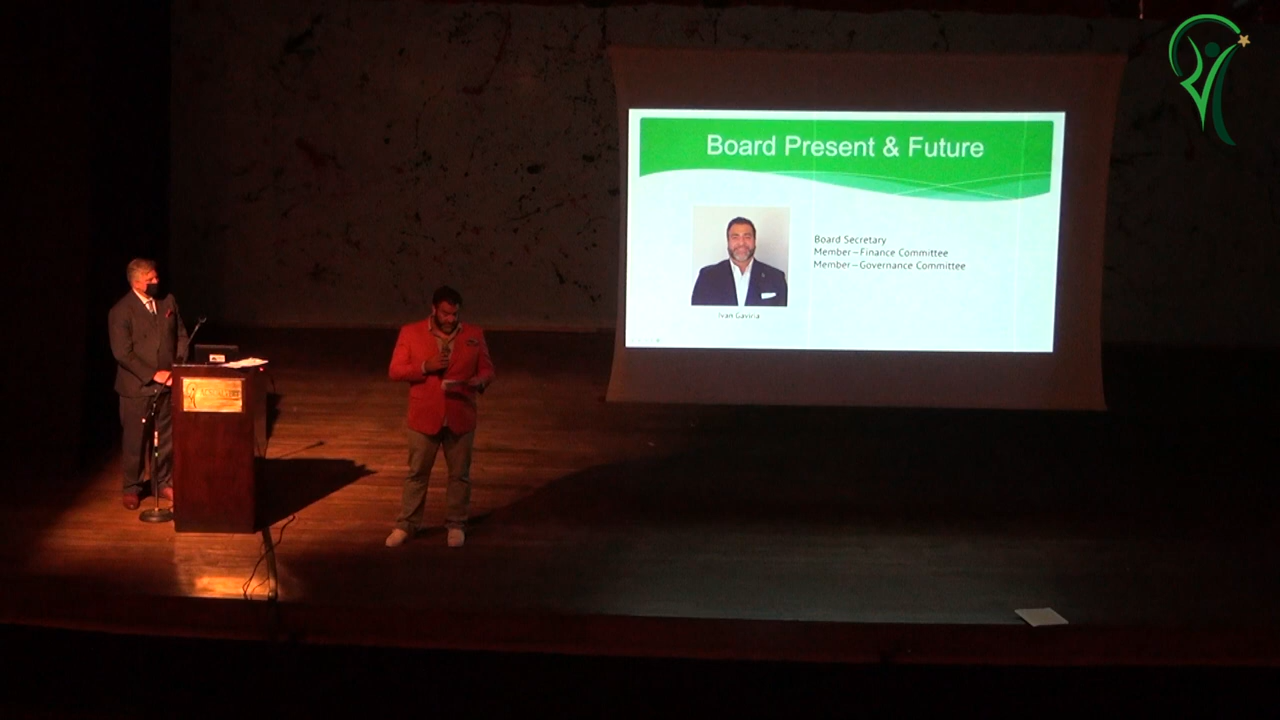 Board Present & Future
Board Secretary
Member – Finance Committee
Member – Governance Committee
Ivan Gaviria